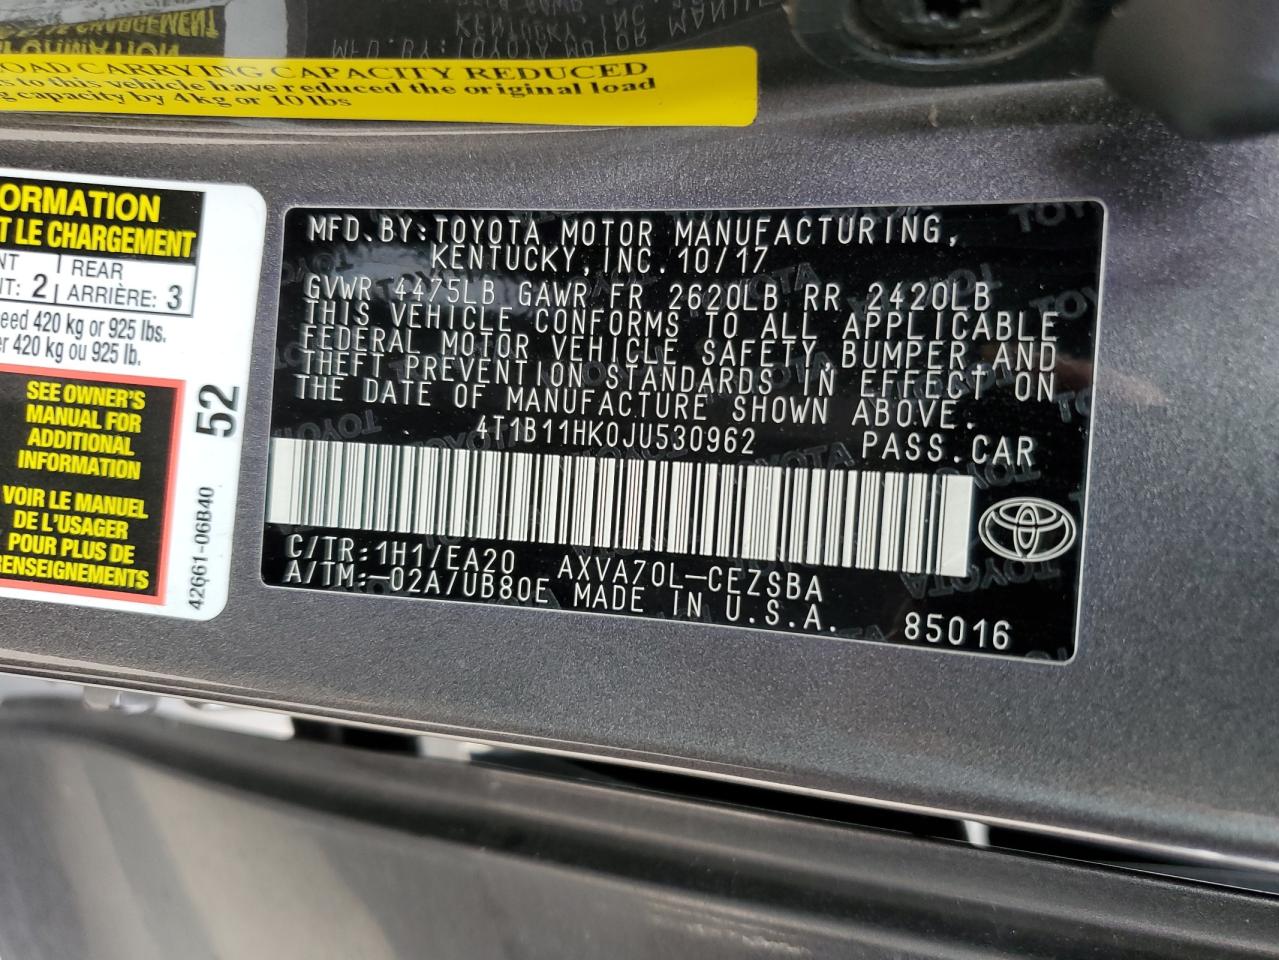 OAD CARRYING CAPACITY REDUCED
s to this vehicle have reduced the original load
g capacity by 4kg or 10 lbs
ORMATION
T LE CHARGEMENT
NT REAR
NT: 2 ARRIÈRE: 3
eed 420 kg or 925 lbs.
er 420 kg ou 925 lb.
SEE OWNER'S
MANUAL FOR
ADDITIONAL
INFORMATION
VOIR LE MANUEL
DE L'USAGER
POUR PLUS DE
RENSEIGNEMENTS
52
42661-06B40
MFD.BY:TOYOTA MOTOR MANUFACTURING,
KENTUCKY,INC.10/17
GVWR 4475LB GAWR FR 2620LB RR 2420LB
THIS VEHICLE CONFORMS TO ALL APPLICABLE
FEDERAL MOTOR VEHICLE SAFETY,BUMPER,AND
THEFT PREVENTION STANDARDS IN EFFECT ON
THE DATE OF MANUFACTURE SHOWN ABOVE.
4T1B11HK0JU530962 PASS.CAR
C/TR:1H1/EA20 AXVA70L-CEZSBA
A/TM:-02A/UB80E MADE IN U.S.A.
85016